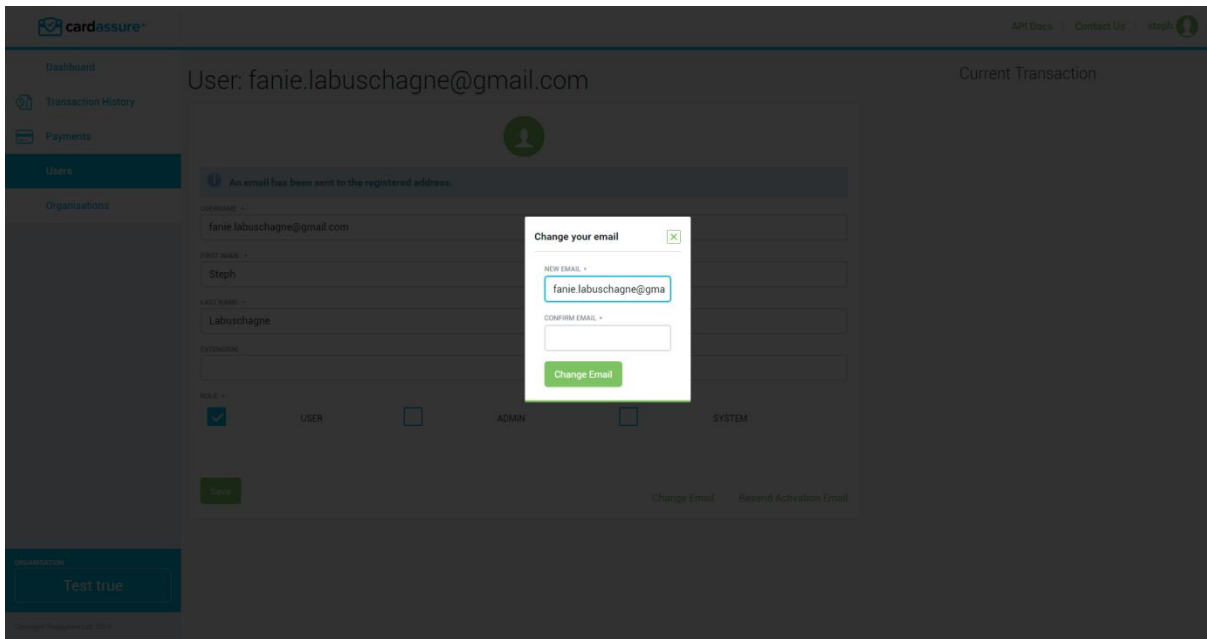 cardassure
API Docs
Contact Us
steph
Dashboard
Transaction History
Payments
Users
Organisations
User: fanie.labuschagne@gmail.com
Current Transaction
An email has been sent to the registered address.
USERNAME *
fanie.labuschagne@gmail.com
FIRST NAME *
Steph
LAST NAME *
Labuschagne
EXTENSION
ROLE *
USER
ADMIN
SYSTEM
Save
Change Email
Resend Activation Email
Change your email
NEW EMAIL *
fanie.labuschagne@gma
CONFIRM EMAIL *
Change Email
ORGANISATION
Test true